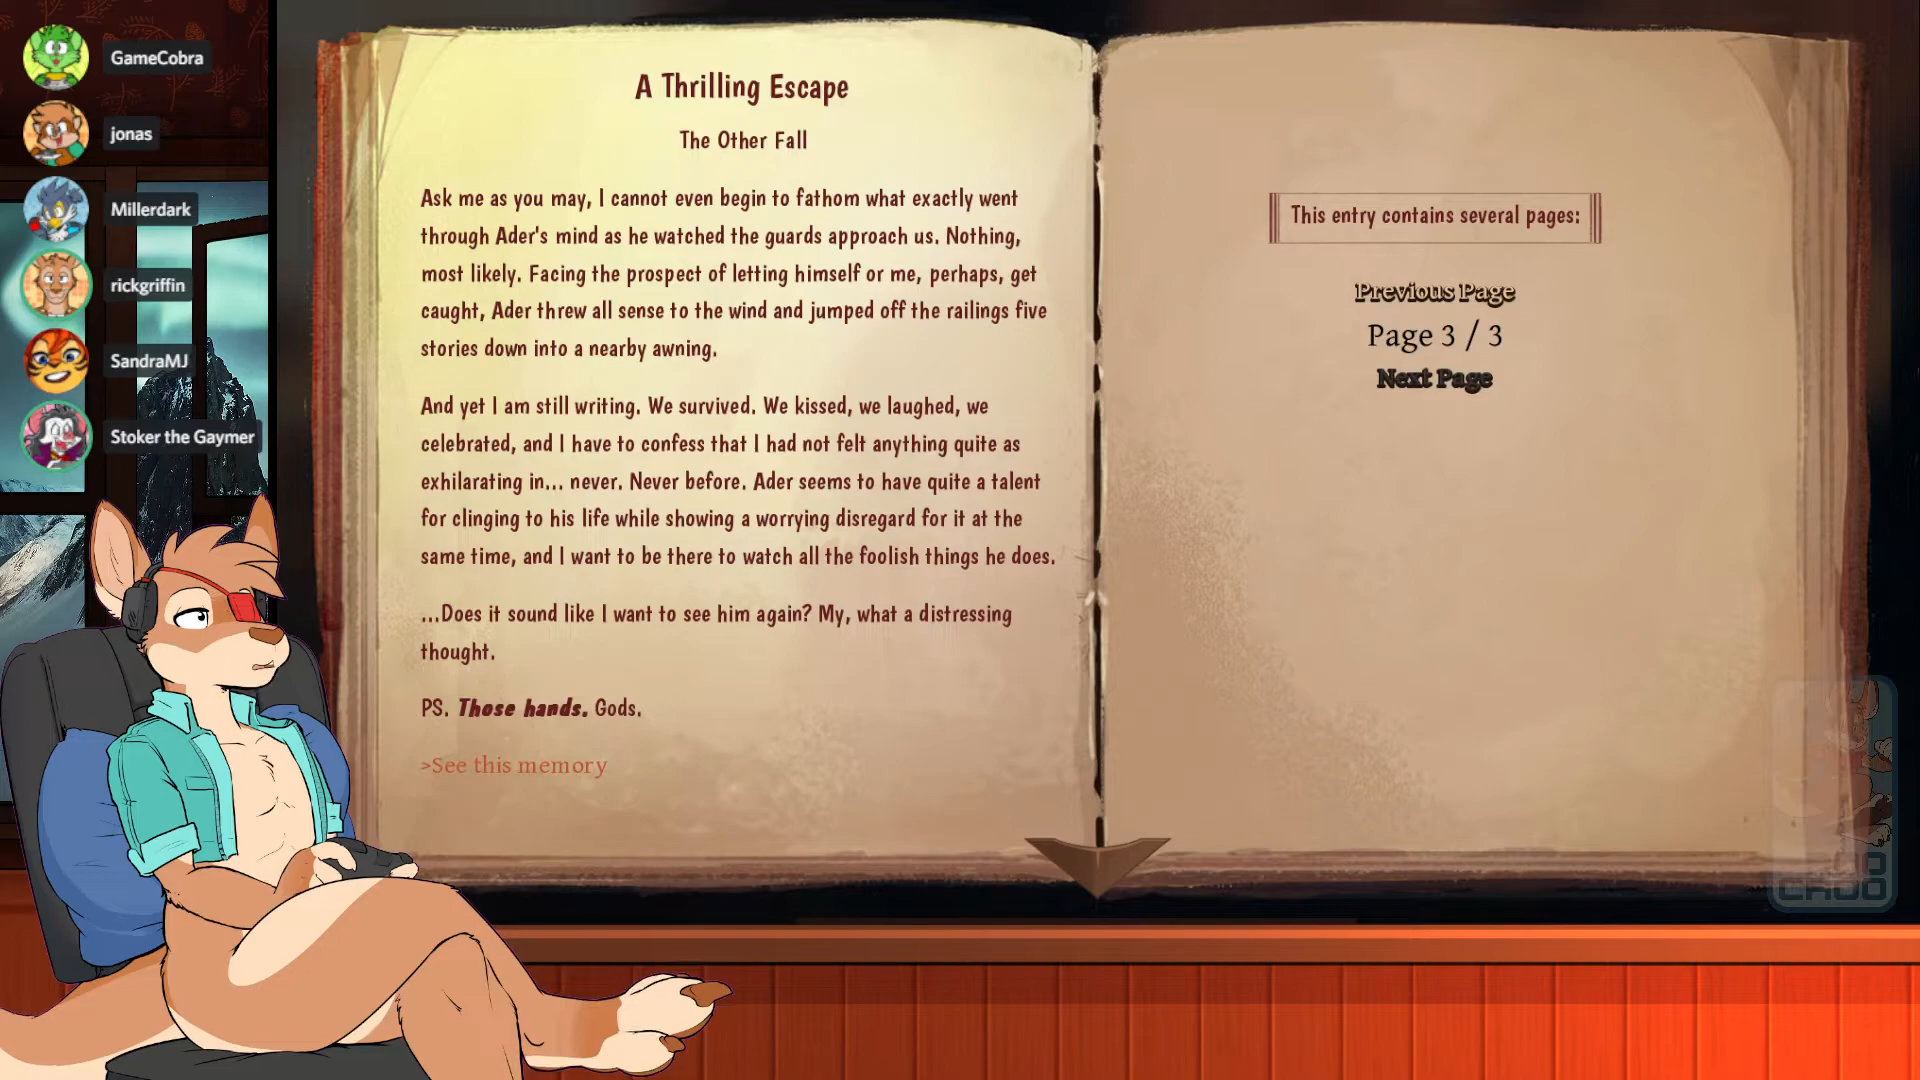 GameCobra
jonas
Millerdark
rickgriffin
SandraMJ
Stoker the Gaymer
A Thrilling Escape
The Other Fall
Ask me as you may, I cannot even begin to fathom what exactly went
through Ader's mind as he watched the guards approach us. Nothing,
most likely. Facing the prospect of letting himself or me, perhaps, get
caught, Ader threw all sense to the wind and jumped off the railings five
stories down into a nearby awning.
And yet I am still writing. We survived. We kissed, we laughed, we
celebrated, and I have to confess that I had not felt anything quite as
exhilarating in... never. Never before. Ader seems to have quite a talent
for clinging to his life while showing a worrying disregard for it at the
same time, and I want to be there to watch all the foolish things he does.
...Does it sound like I want to see him again? My, what a distressing
thought.
PS. Those hands. Gods.
>See this memory
This entry contains several pages:
Previous Page
Page 3 / 3
Next Page